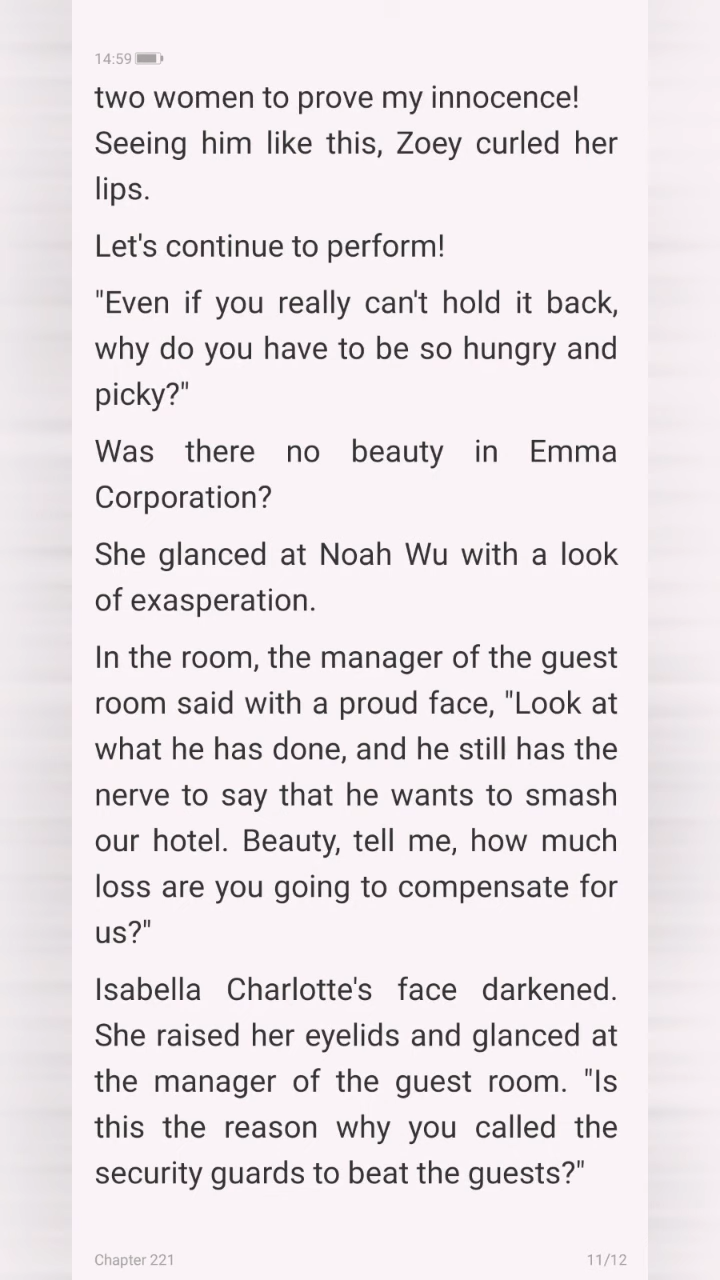 14:59
two women to prove my innocence!
Seeing him like this, Zoey curled her
lips.
Let's continue to perform!
"Even if you really can't hold it back,
why do you have to be so hungry and
picky?"
Was there no beauty in Emma
Corporation?
She glanced at Noah Wu with a look
of exasperation.
In the room, the manager of the guest
room said with a proud face, "Look at
what he has done, and he still has the
nerve to say that he wants to smash
our hotel. Beauty, tell me, how much
loss are you going to compensate for
us?"
Isabella Charlotte's face darkened.
She raised her eyelids and glanced at
the manager of the guest room. "Is
this the reason why you called the
security guards to beat the guests?"
Chapter 221
11/12